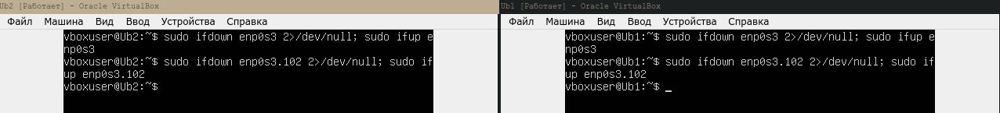 Ub2 [Работает] - Oracle VirtualBox
Файл Машина Вид Ввод Устройства Справка
vboxuser@Ub2:~$ sudo ifdown enp0s3 2>/dev/null; sudo ifup e
np0s3
vboxuser@Ub2:~$ sudo ifdown enp0s3.102 2>/dev/null; sudo if
up enp0s3.102
vboxuser@Ub2:~$
Ub1 [Работает] - Oracle VirtualBox
Файл Машина Вид Ввод Устройства Справка
vboxuser@Ub1:~$ sudo ifdown enp0s3 2>/dev/null; sudo ifup e
np0s3
vboxuser@Ub1:~$ sudo ifdown enp0s3.102 2>/dev/null; sudo if
up enp0s3.102
vboxuser@Ub1:~$ _